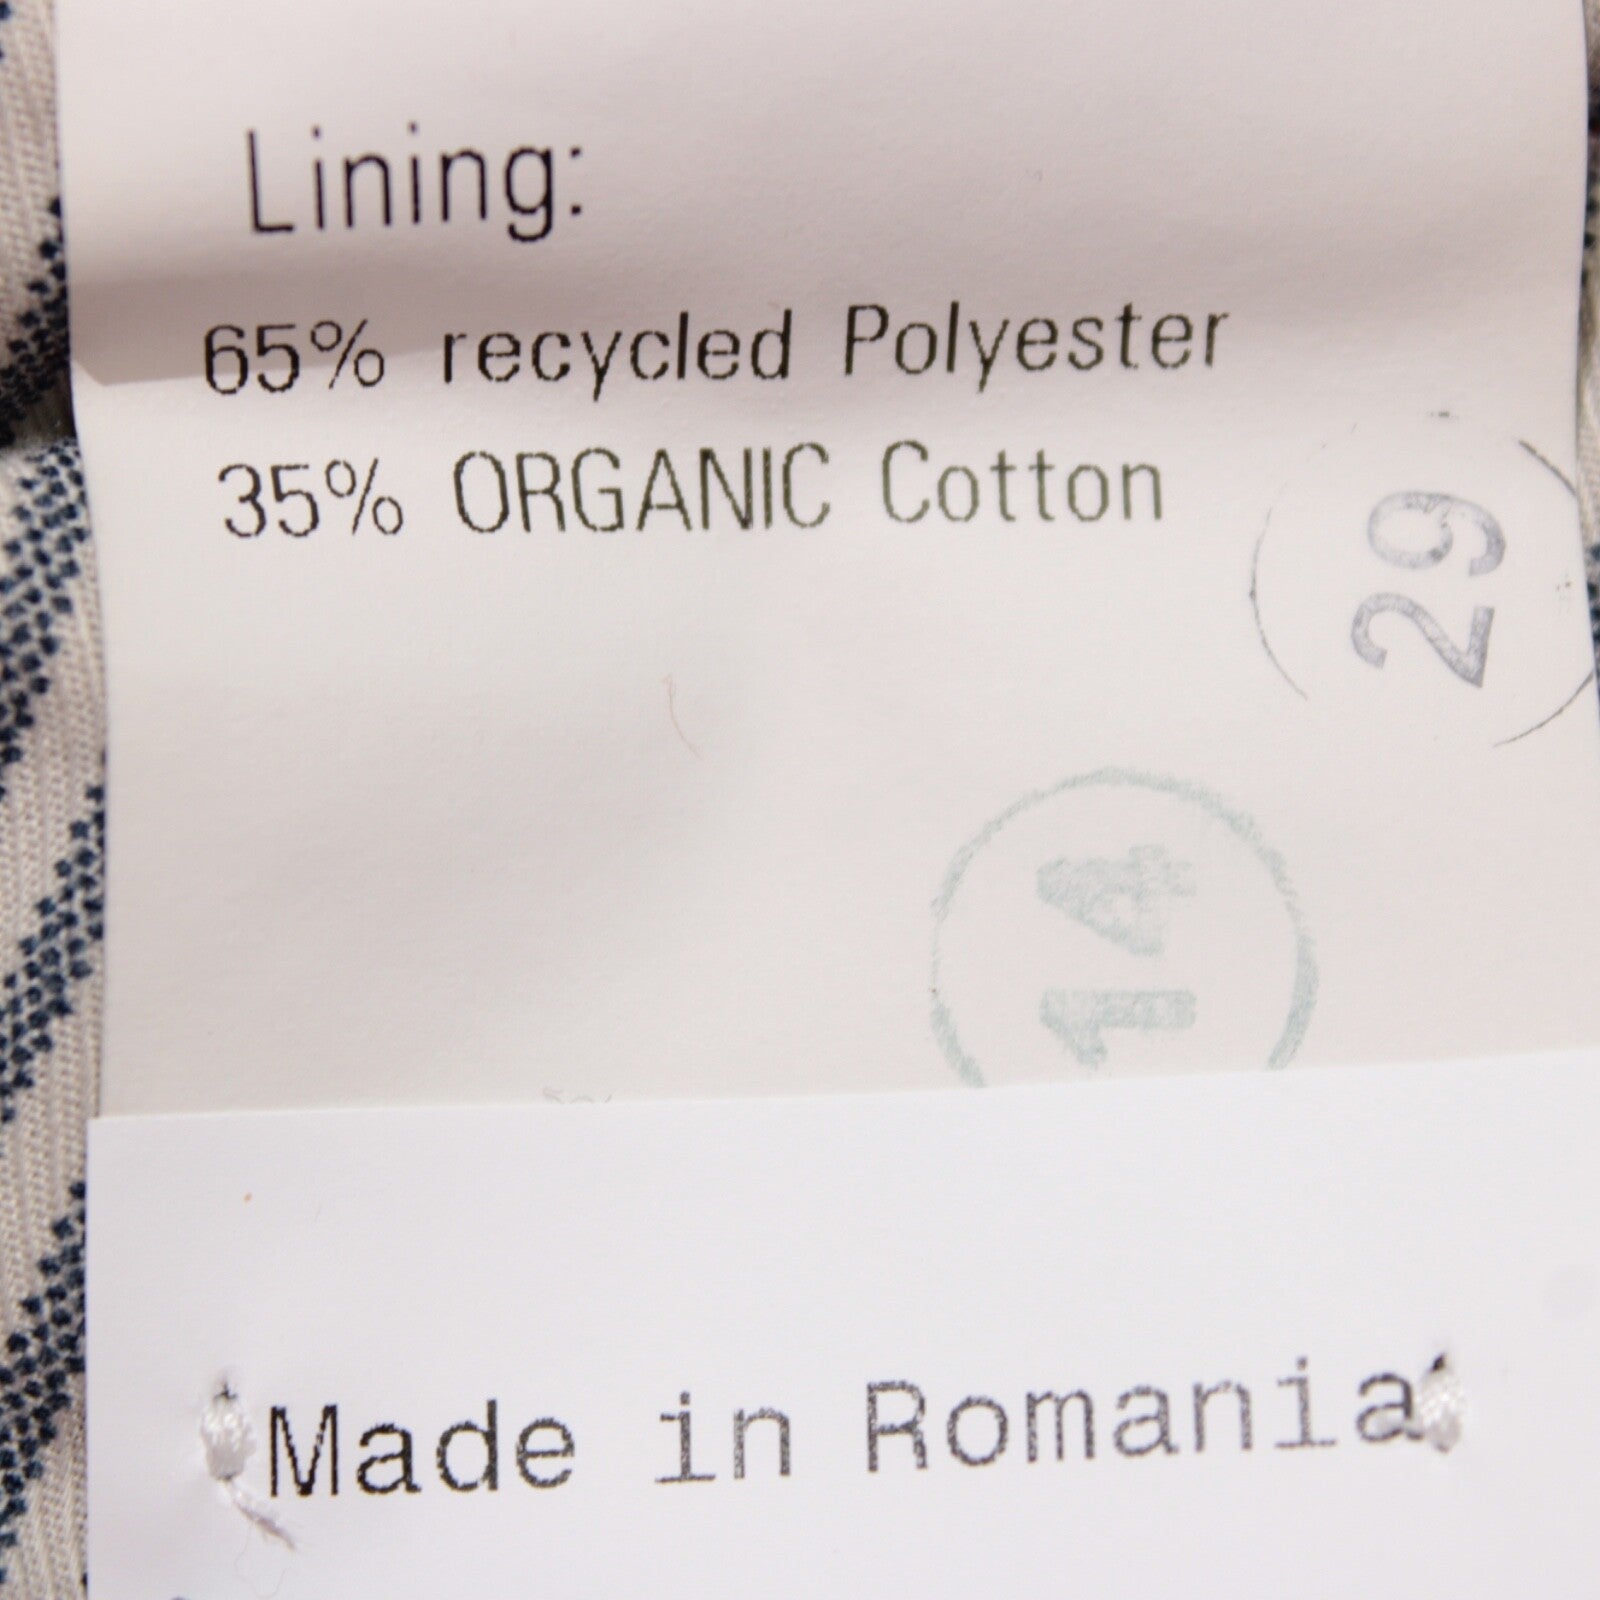 Lining:
65% recycled Polyester
35% ORGANIC Cotton
29
14
Made in Romania